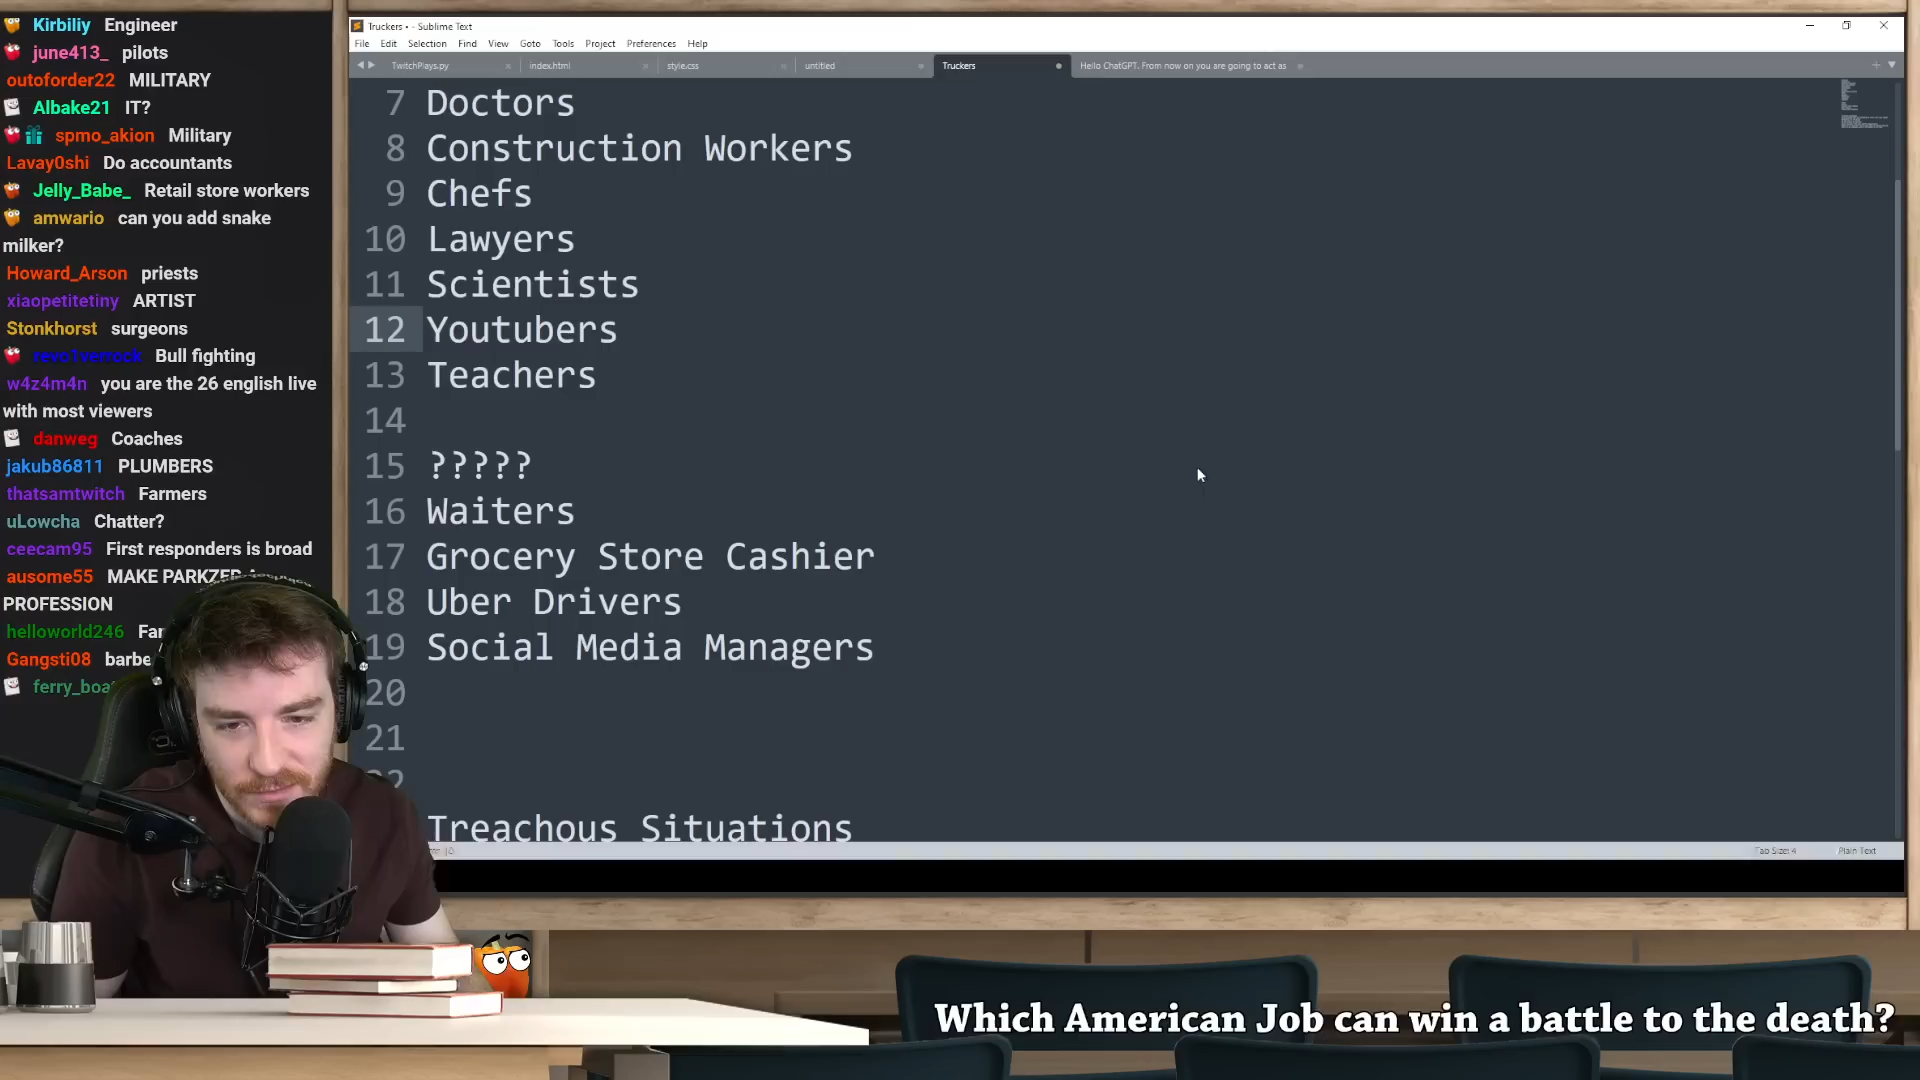 Kirbiliy Engineer
june413_ pilots
outoforder22 MILITARY
Albake21 IT?
spmo_akion Military
Lavay0shi Do accountants
Jelly_Babe_ Retail store workers
amwario can you add snake
milker?
Howard_Arson priests
xiaopetitetiny ARTIST
Stonkhorst surgeons
revo1verrock Bull fighting
w4z4m4n you are the 26 english live
with most viewers
danweg Coaches
jakub86811 PLUMBERS
thatsamtwitch Farmers
uLowcha Chatter?
ceecam95 First responders is broad
ausome55 MAKE PARKZER
PROFESSION
helloworld246
Gangsti08
Truckers • - Sublime Text
File Edit Selection Find View Goto Tools Project Preferences Help
TwitchPlays.py index.html style.css untitled Truckers Hello ChatGPT. From now on you are going to act as
7 Doctors
8 Construction Workers
9 Chefs
10 Lawyers
11 Scientists
12 Youtubers
13 Teachers
14
15 ?????
16 Waiters
17 Grocery Store Cashier
18 Uber Drivers
19 Social Media Managers
20
21
22
Treachous Situations
Tab Size: 4 Plain Text
Which American Job can win a battle to the death?